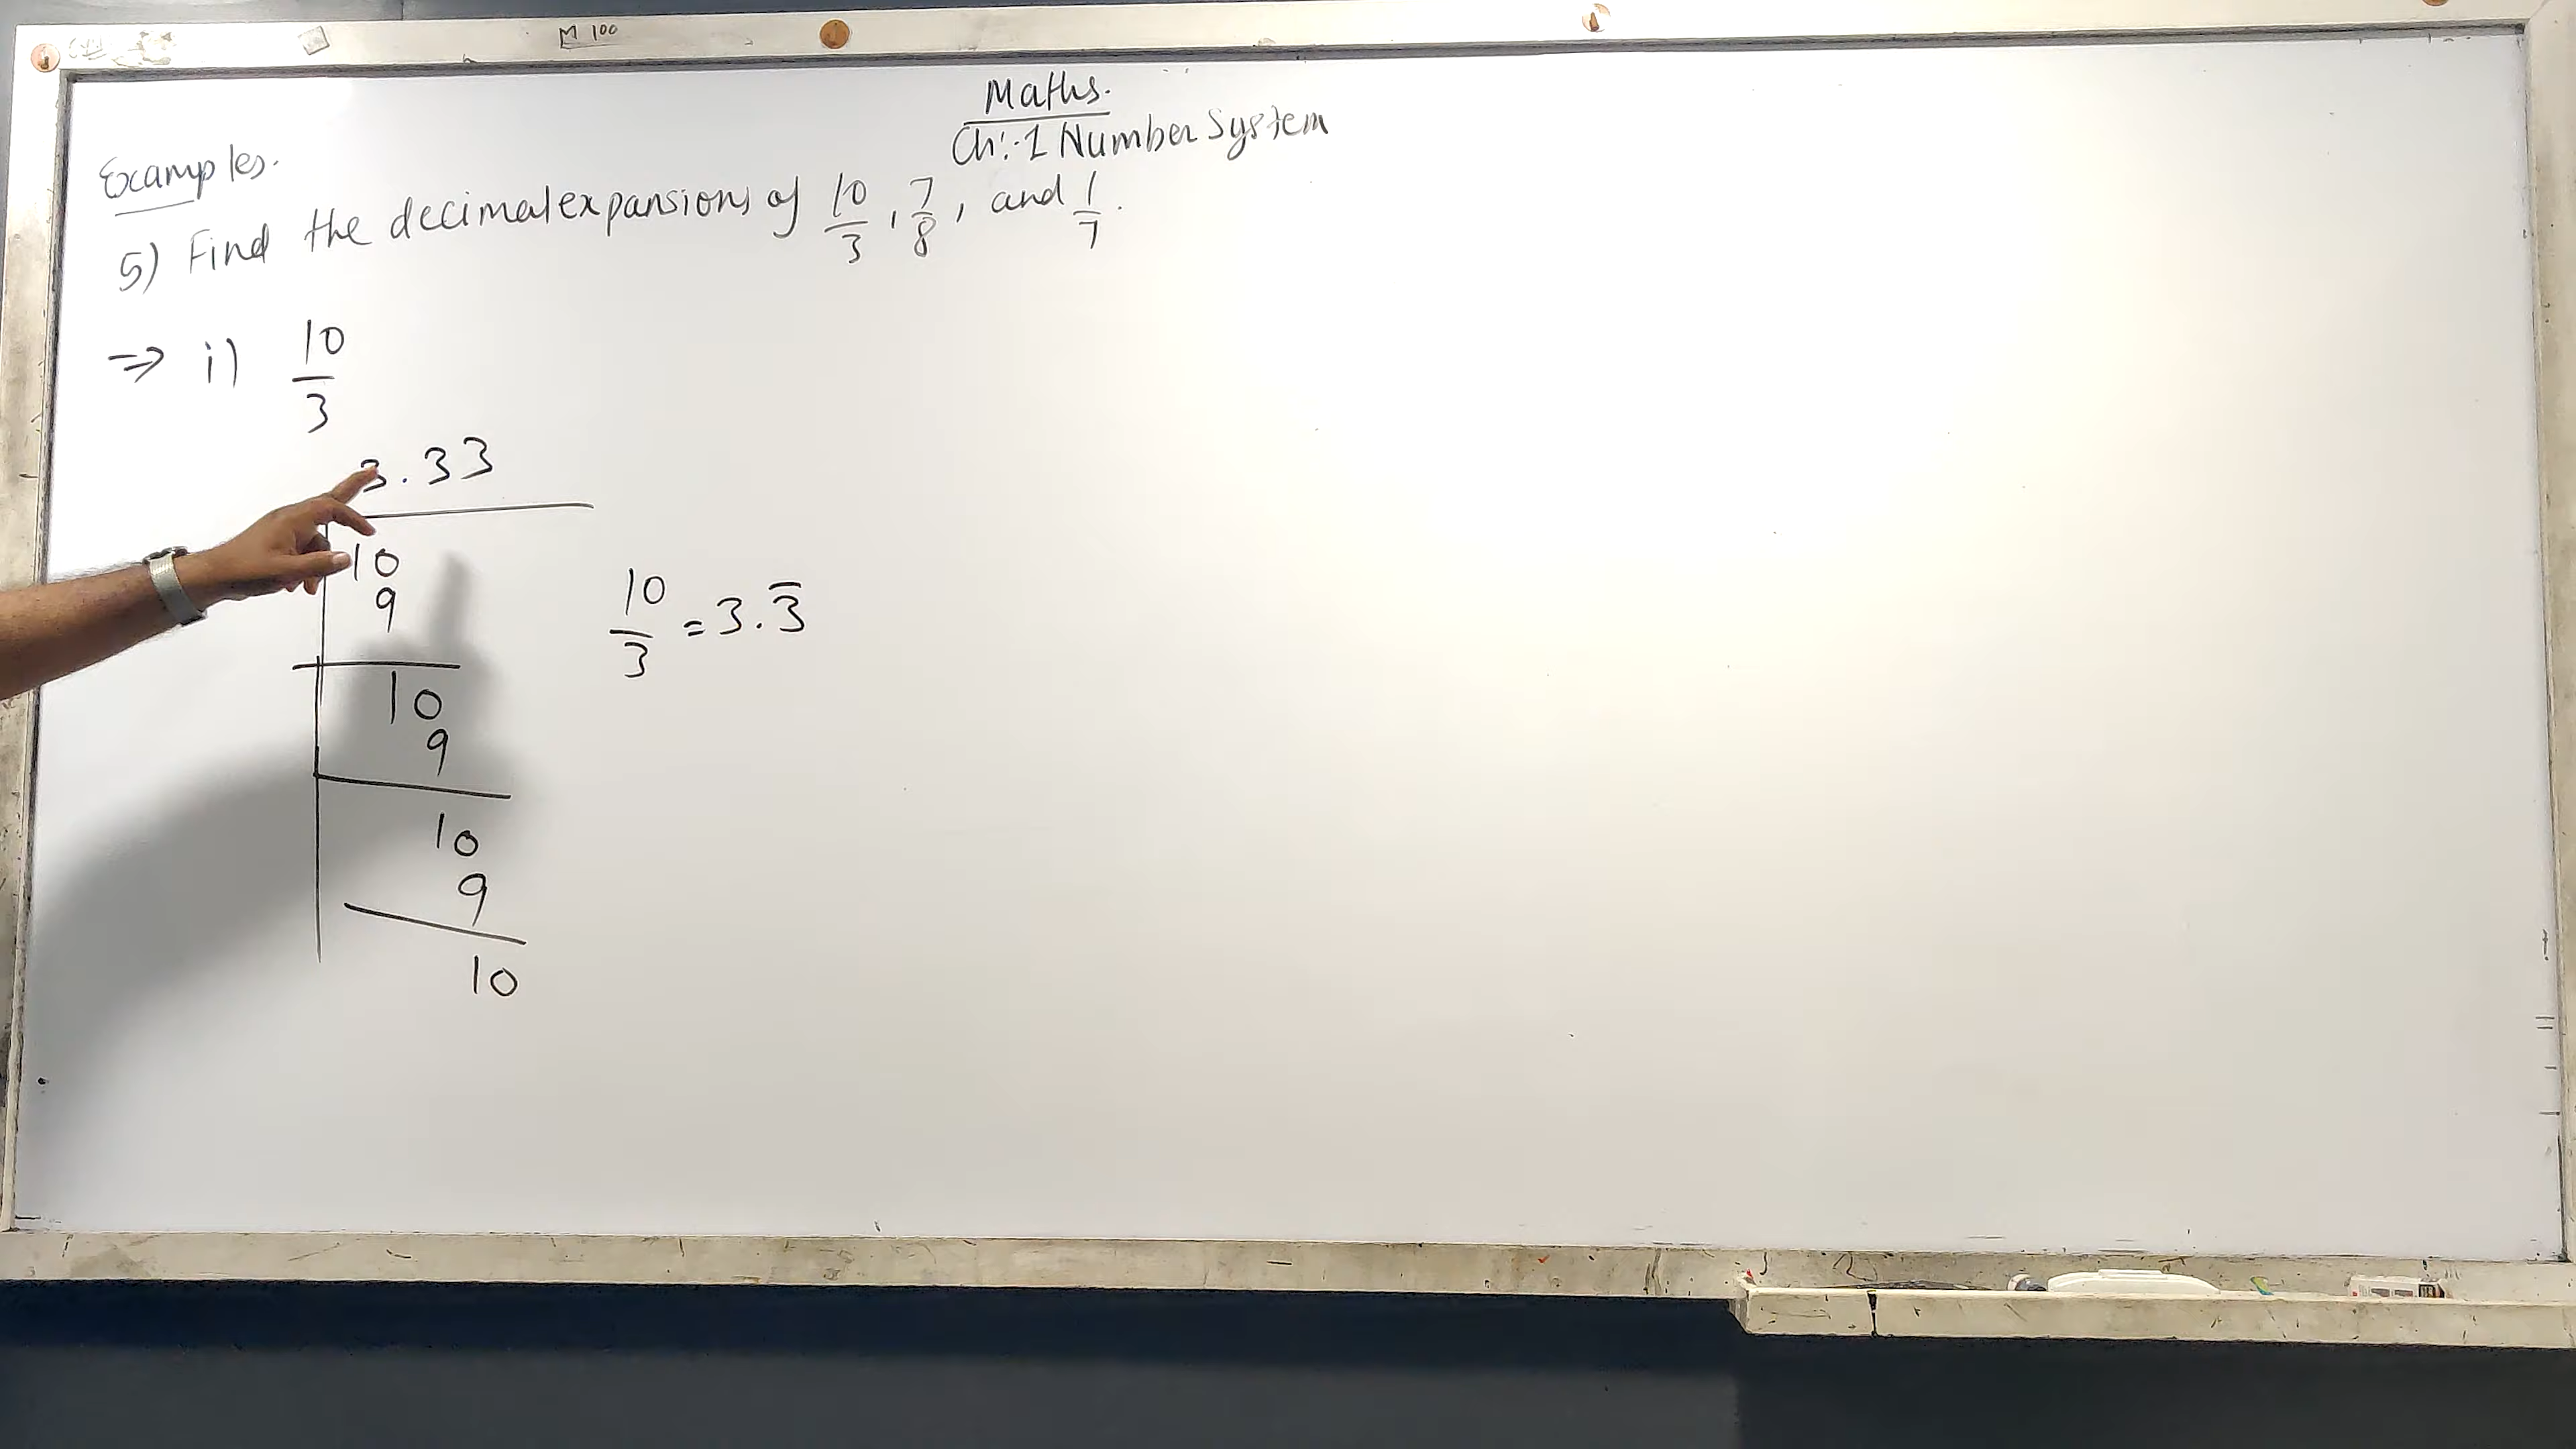 M 100
Maths.
Ch:-1 Number System
Examples.
5) Find the decimal expansions of 10/3, 7/8, and 1/7.
=> i) 10/3
3.33
10
9
10
9
10
9
10
10/3 = 3.3̅